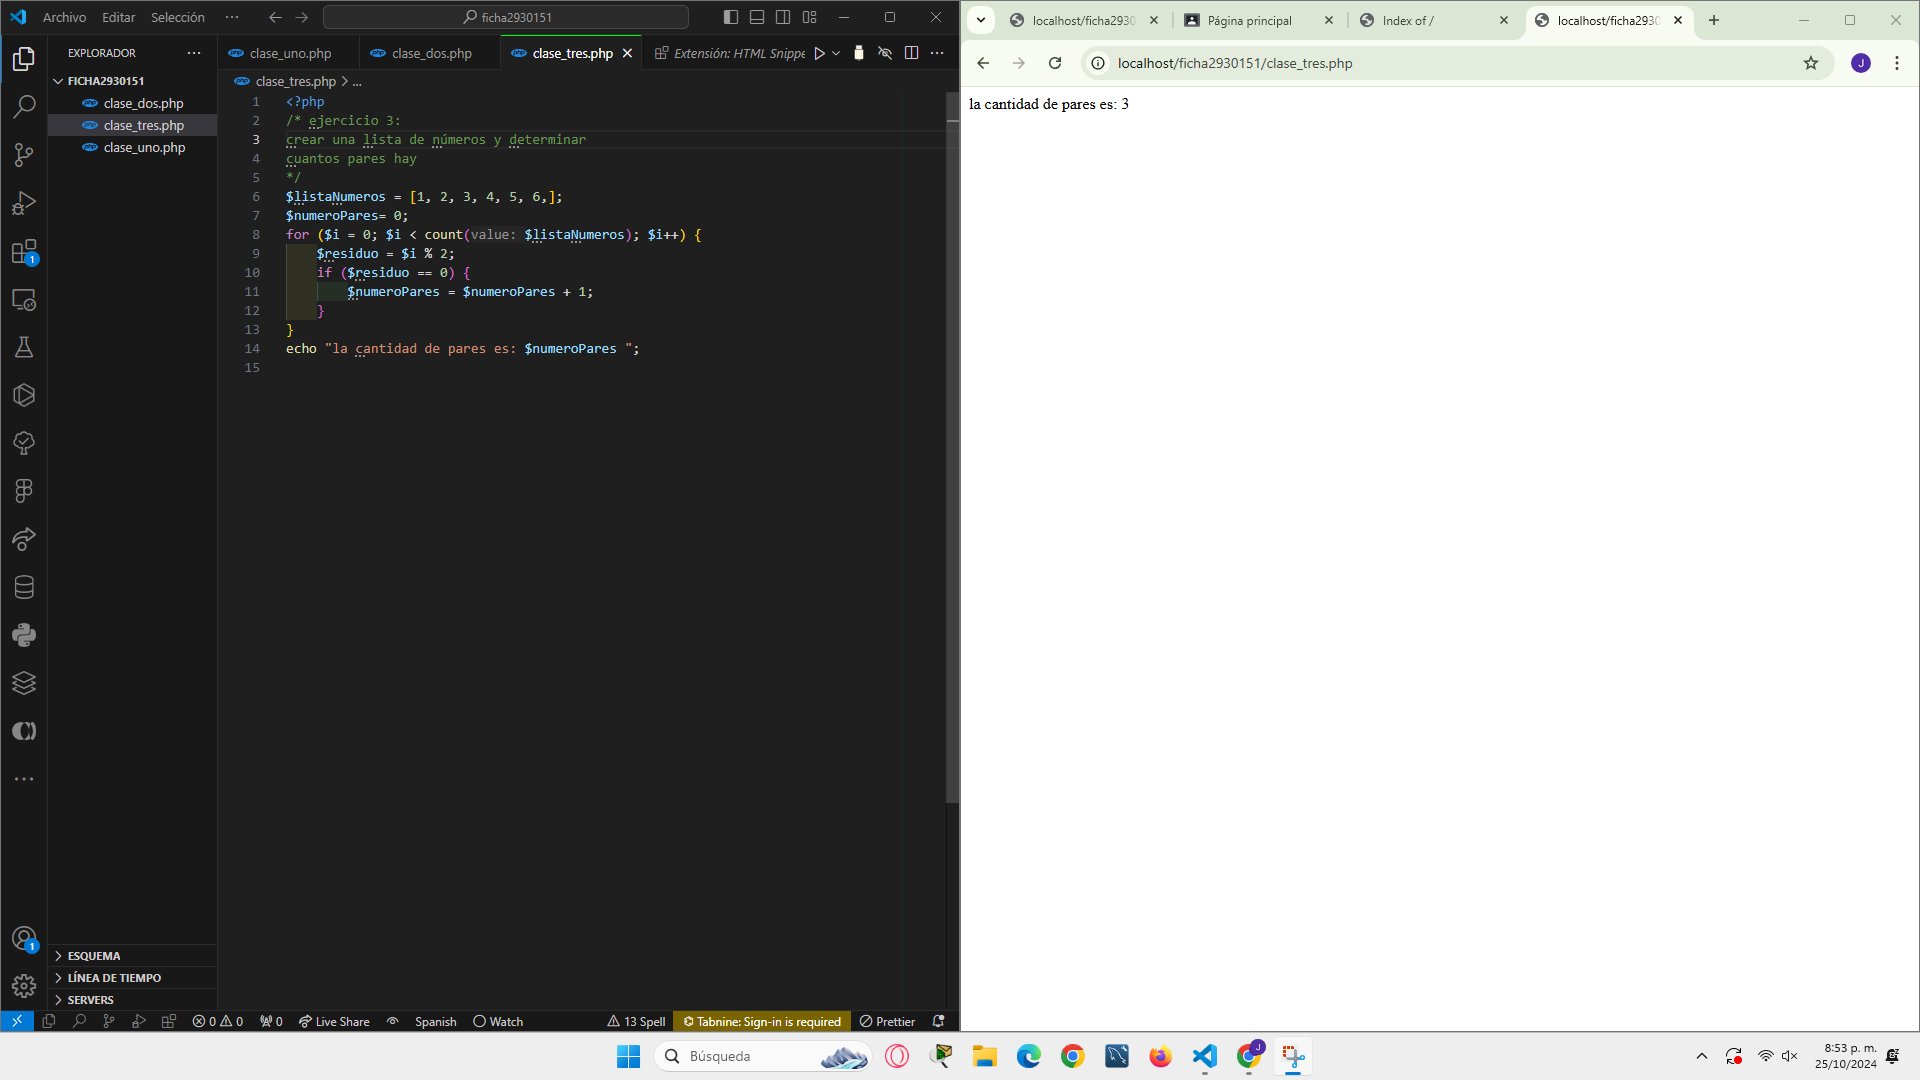 Archivo Editar Selección ··· ficha2930151
EXPLORADOR
FICHA2930151
clase_dos.php
clase_tres.php
clase_uno.php
ESQUEMA
LÍNEA DE TIEMPO
SERVERS
1
1
clase_uno.php clase_dos.php clase_tres.php Extensión: HTML Snippe
clase_tres.php > ...
1 <?php
2 /* ejercicio 3:
3 crear una lista de números y determinar
4 cuantos pares hay
5 */
6 $listaNumeros = [1, 2, 3, 4, 5, 6,];
7 $numeroPares= 0;
8 for ($i = 0; $i < count(value: $listaNumeros); $i++) {
9 $residuo = $i % 2;
10 if ($residuo == 0) {
11 $numeroPares = $numeroPares + 1;
12 }
13 }
14 echo "la cantidad de pares es: $numeroPares ";
15
0 0 0 Live Share Spanish Watch 13 Spell Tabnine: Sign-in is required Prettier
localhost/ficha2930 Página principal Index of / localhost/ficha2930
localhost/ficha2930151/clase_tres.php J
la cantidad de pares es: 3
Búsqueda
J
8:53 p. m.
25/10/2024